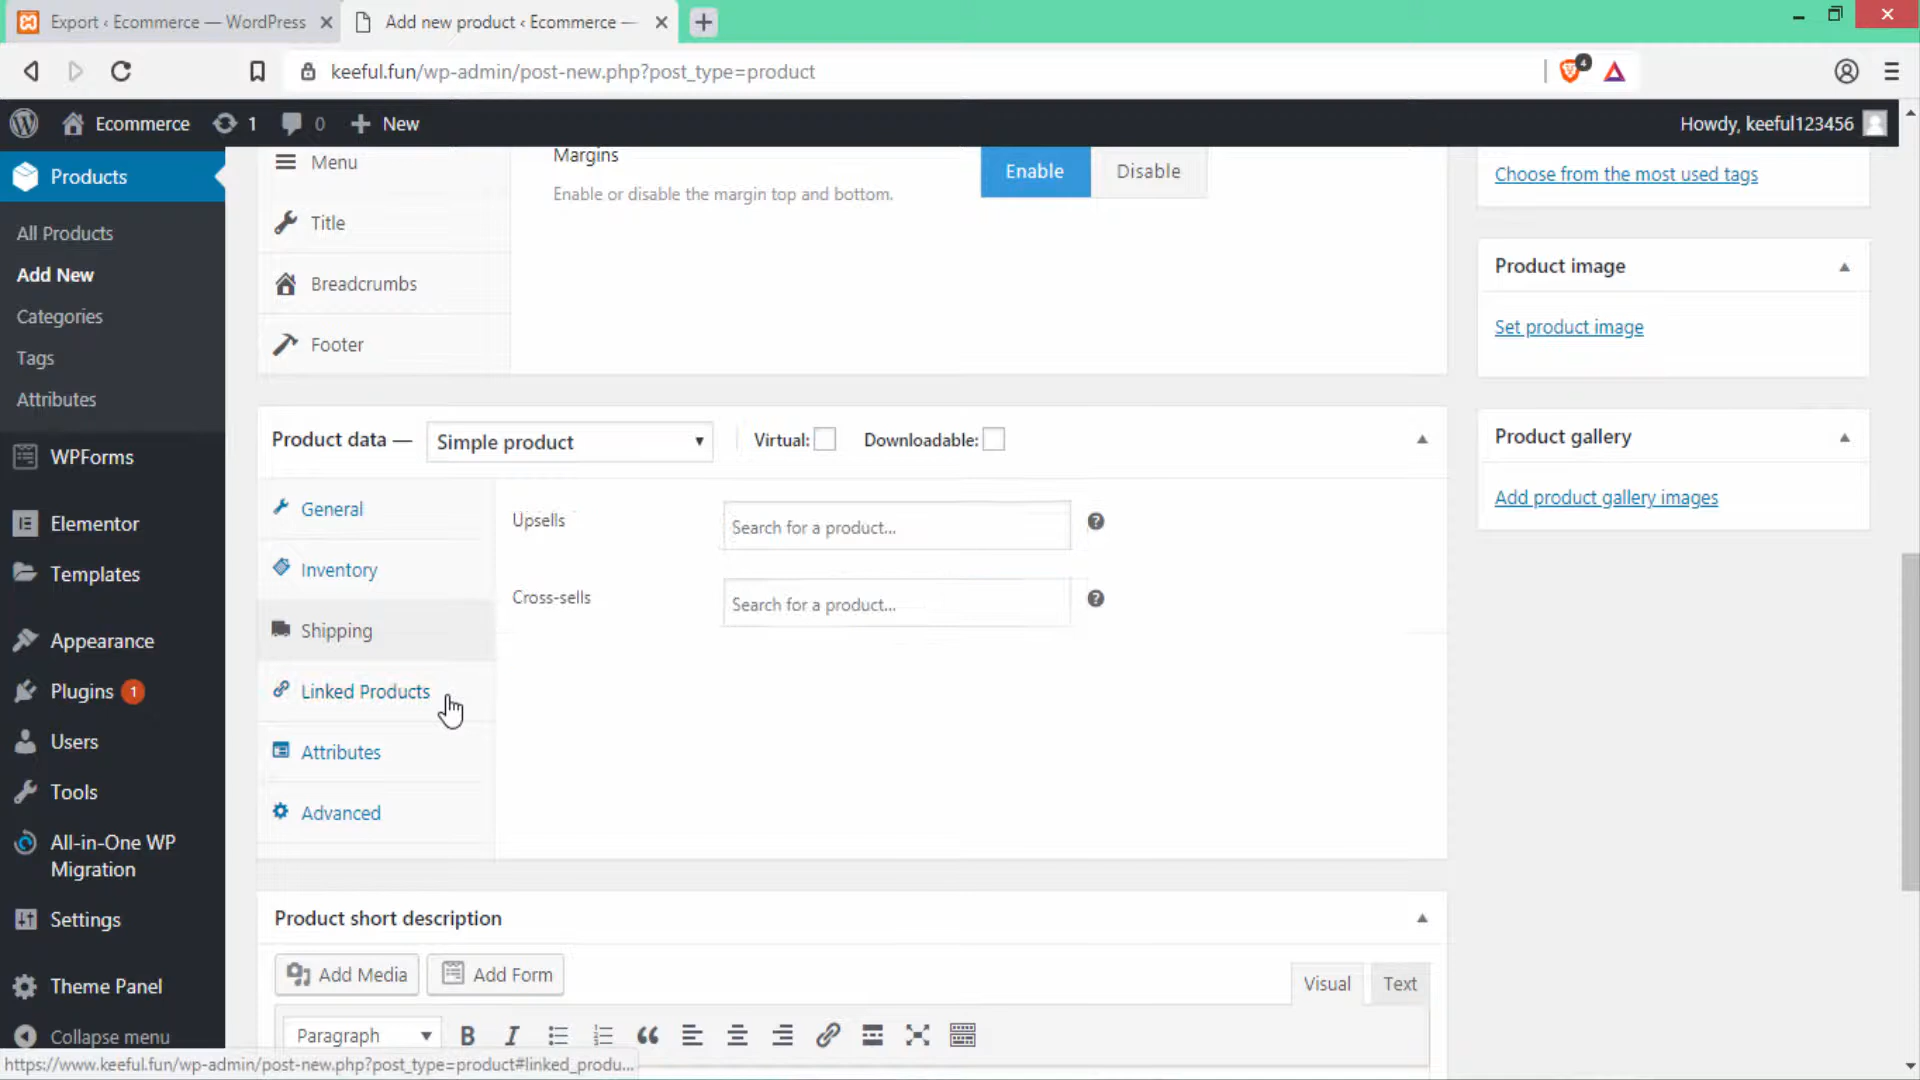 Export ‹ Ecommerce — WordPress
Add new product ‹ Ecommerce —
keeful.fun/wp-admin/post-new.php?post_type=product
4
Ecommerce
1
0
New
Howdy, keeful123456
Products
All Products
Add New
Categories
Tags
Attributes
WPForms
Elementor
Templates
Appearance
Plugins 1
Users
Tools
All-in-One WP
Migration
Settings
Theme Panel
Collapse menu
Menu
Title
Breadcrumbs
Footer
Margins
Enable or disable the margin top and bottom.
Enable
Disable
Product data —
Simple product
Virtual:
Downloadable:
General
Inventory
Shipping
Linked Products
Attributes
Advanced
Upsells
Search for a product...
Cross-sells
Search for a product...
Product short description
Add Media
Add Form
Visual
Text
Paragraph
B
I
Choose from the most used tags
Product image
Set product image
Product gallery
Add product gallery images
https://www.keeful.fun/wp-admin/post-new.php?post_type=product#linked_produ...